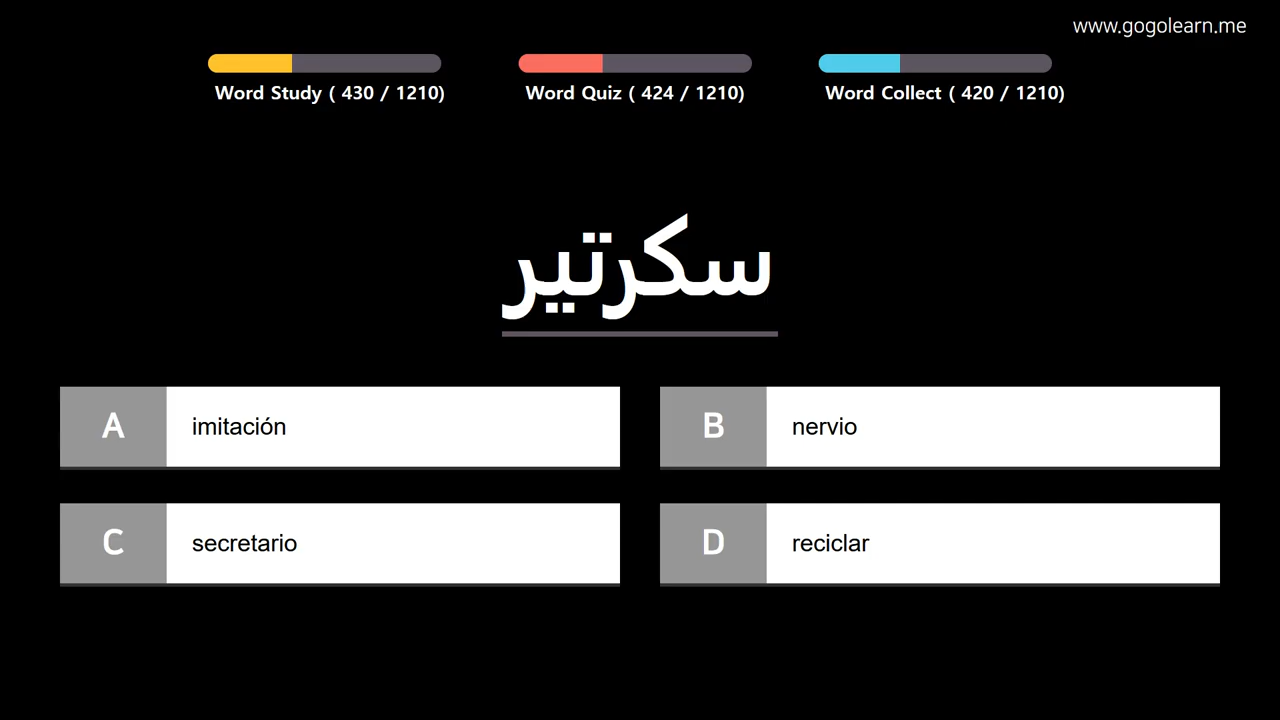 www.gogolearn.me
Word Study ( 430 / 1210)
Word Quiz ( 424 / 1210)
Word Collect ( 420 / 1210)
سكرتير
A imitación
B nervio
C secretario
D reciclar